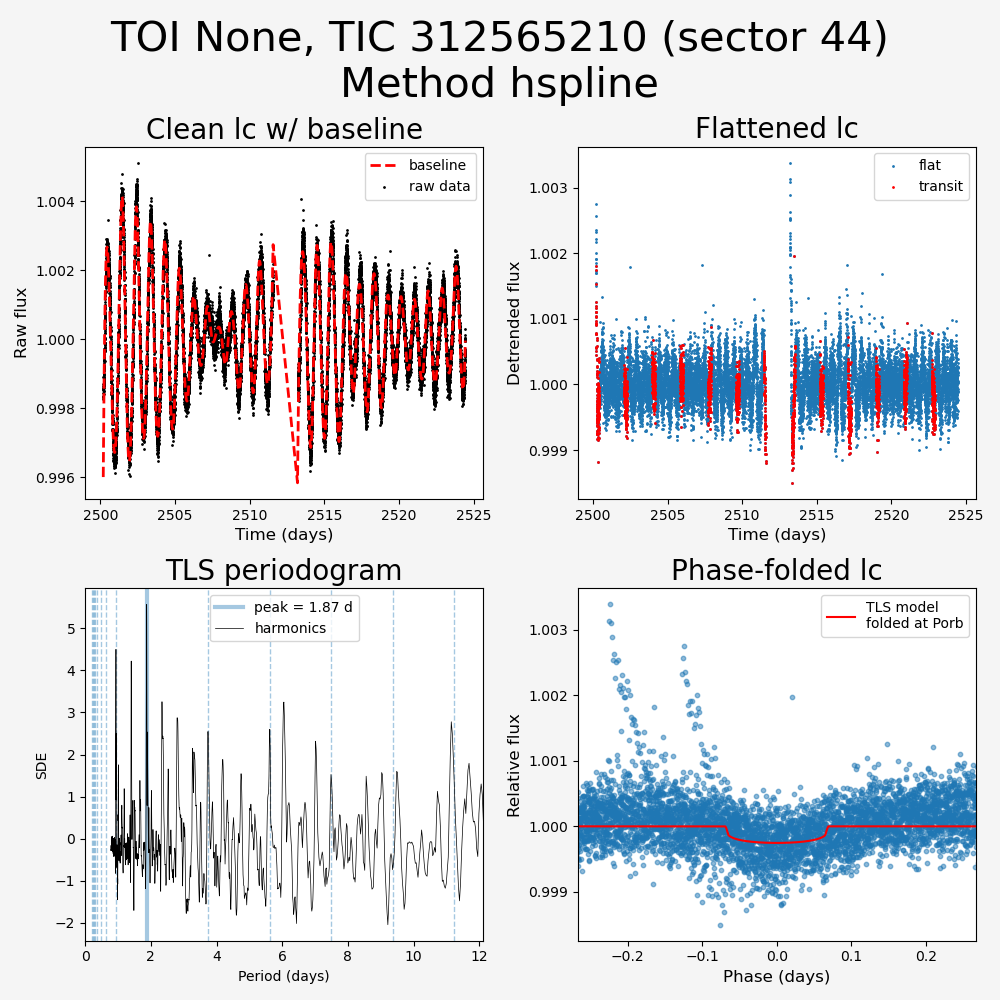 TOI None, TIC 312565210 (sector 44)
Method hspline
Clean lc w/ baseline
Flattened lc
baseline
raw data
flat
transit
Raw flux
1.004
1.002
1.000
0.998
0.996
2500
2505
2510
2515
2520
2525
Time (days)
Detrended flux
1.003
1.002
1.001
1.000
0.999
2500
2505
2510
2515
2520
2525
Time (days)
TLS periodogram
Phase-folded lc
peak = 1.87 d
harmonics
TLS model
folded at Porb
SDE
5
4
3
2
1
0
−1
−2
0
2
4
6
8
10
12
Period (days)
Relative flux
1.003
1.002
1.001
1.000
0.999
−0.2
−0.1
0.0
0.1
0.2
Phase (days)